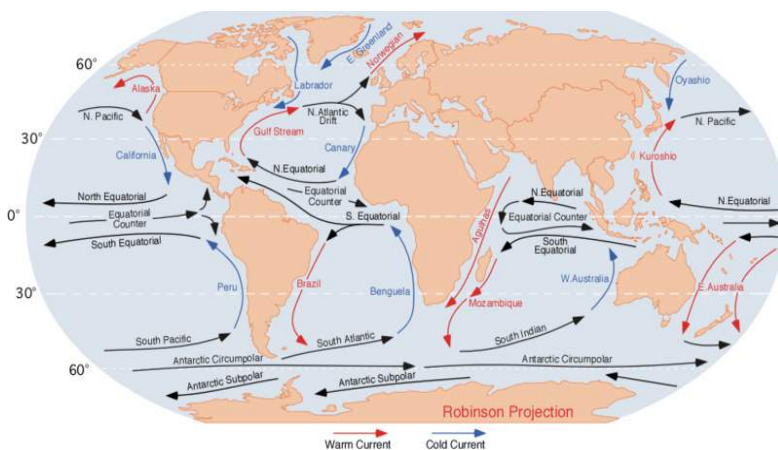 60°
30°
0°
30°
60°
Alaska
N. Pacific
California
North Equatorial
Equatorial
Counter
South Equatorial
Peru
South Pacific
Antarctic Circumpolar
Antarctic Subpolar
Labrador
E. Greenland
Norwegian
N.Atlantic
Drift
Gulf Stream
Canary
N.Equatorial
Equatorial
Counter
S. Equatorial
Brazil
Benguela
South Atlantic
Antarctic Subpolar
Agulhas
Mozambique
N.Equatorial
Equatorial Counter
South
Equatorial
W.Australia
South Indian
Antarctic Circumpolar
Oyashio
N. Pacific
Kuroshio
N.Equatorial
E.Australia
Robinson Projection
Warm Current
Cold Current